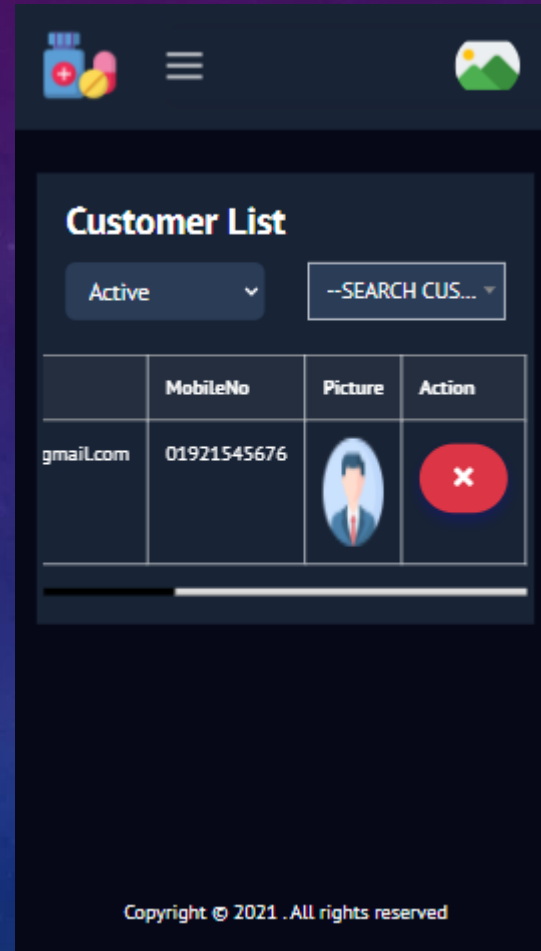 Customer List
Active --SEARCH CUS...
MobileNo Picture Action
gmail.com 01921545676
Copyright © 2021 . All rights reserved